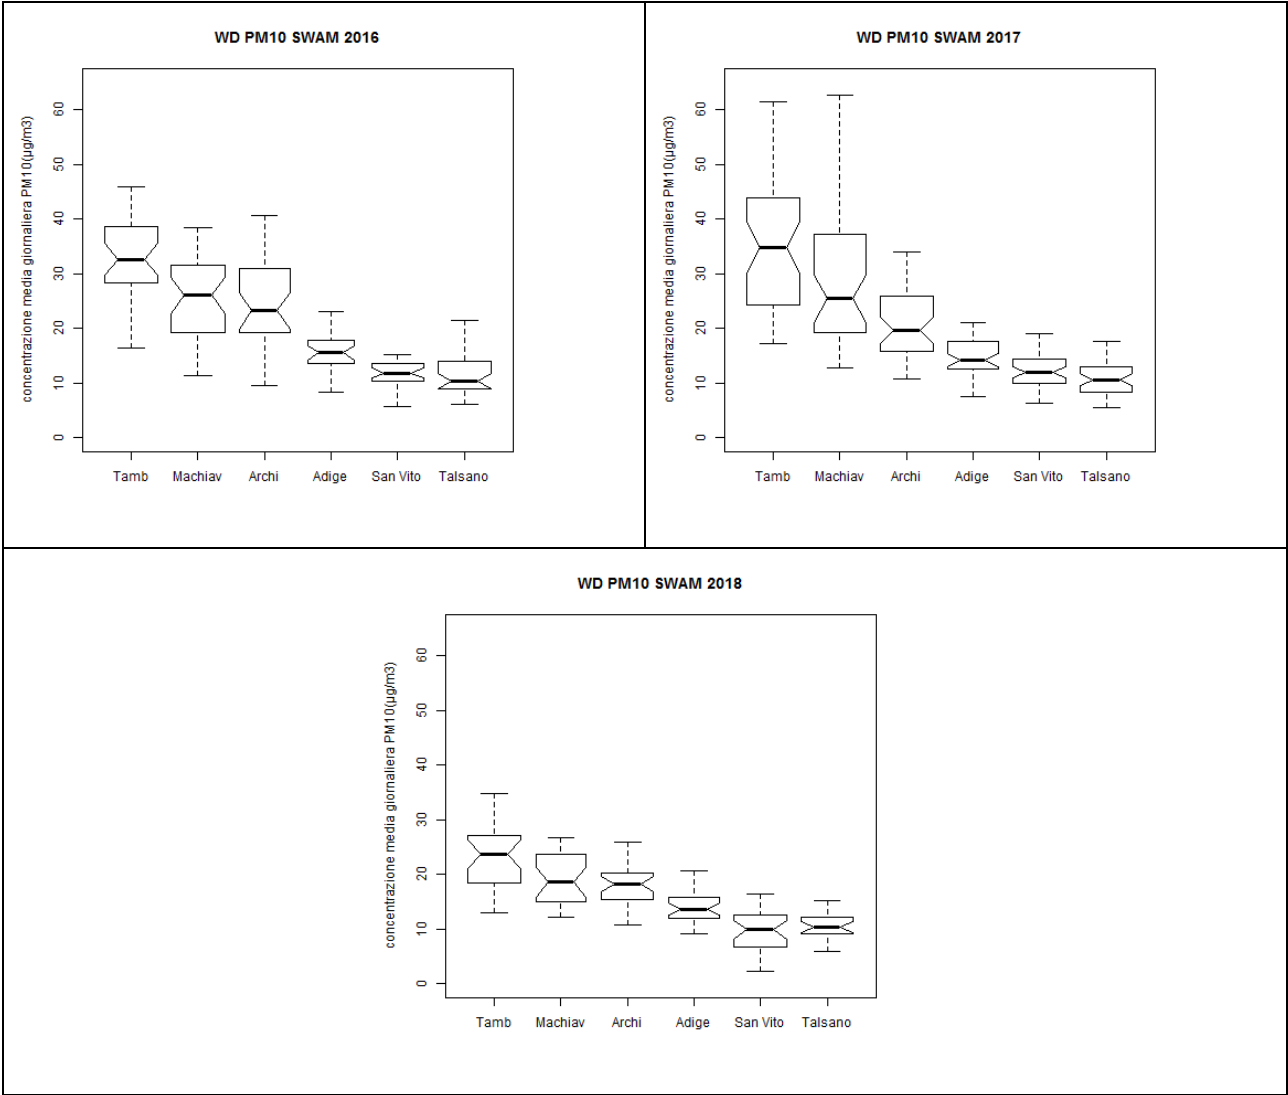 WD PM10 SWAM 2016
concentrazione media giornaliera PM10(µg/m3)
60
50
40
30
20
10
0
Tamb Machiav Archi Adige San Vito Talsano
WD PM10 SWAM 2017
concentrazione media giornaliera PM10(µg/m3)
60
50
40
30
20
10
0
Tamb Machiav Archi Adige San Vito Talsano
WD PM10 SWAM 2018
concentrazione media giornaliera PM10(µg/m3)
60
50
40
30
20
10
0
Tamb Machiav Archi Adige San Vito Talsano